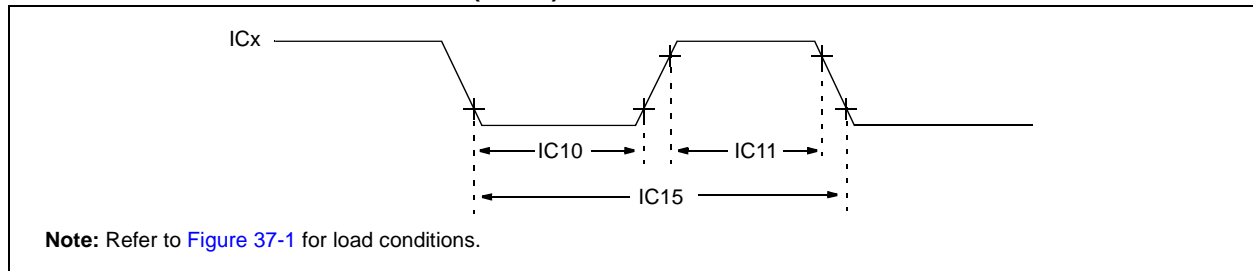 ICx
IC10
IC11
IC15
Note: Refer to Figure 37-1 for load conditions.